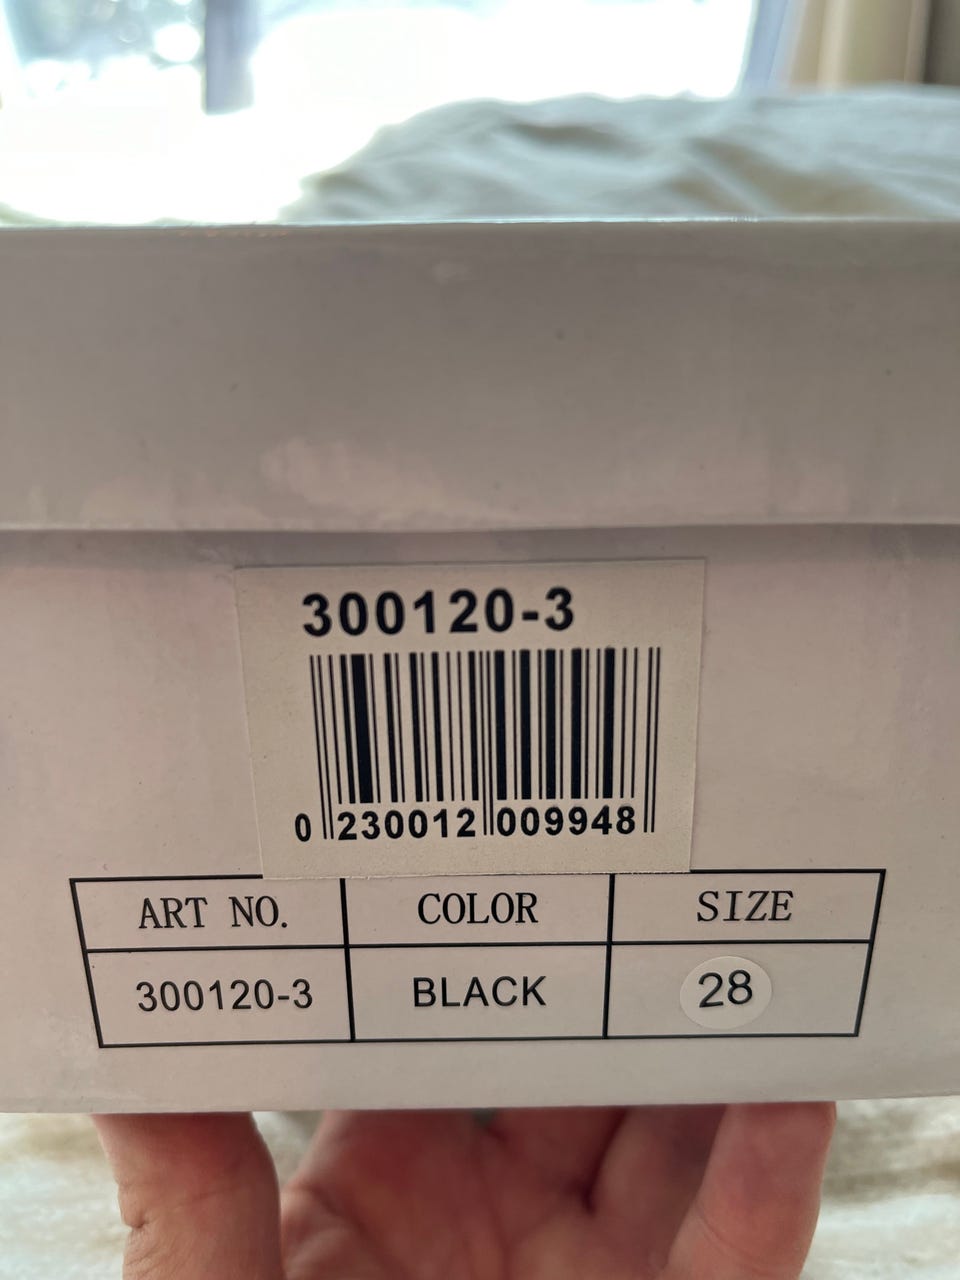 300120-3
0 230012 009948
ART NO. COLOR SIZE
300120-3 BLACK 28